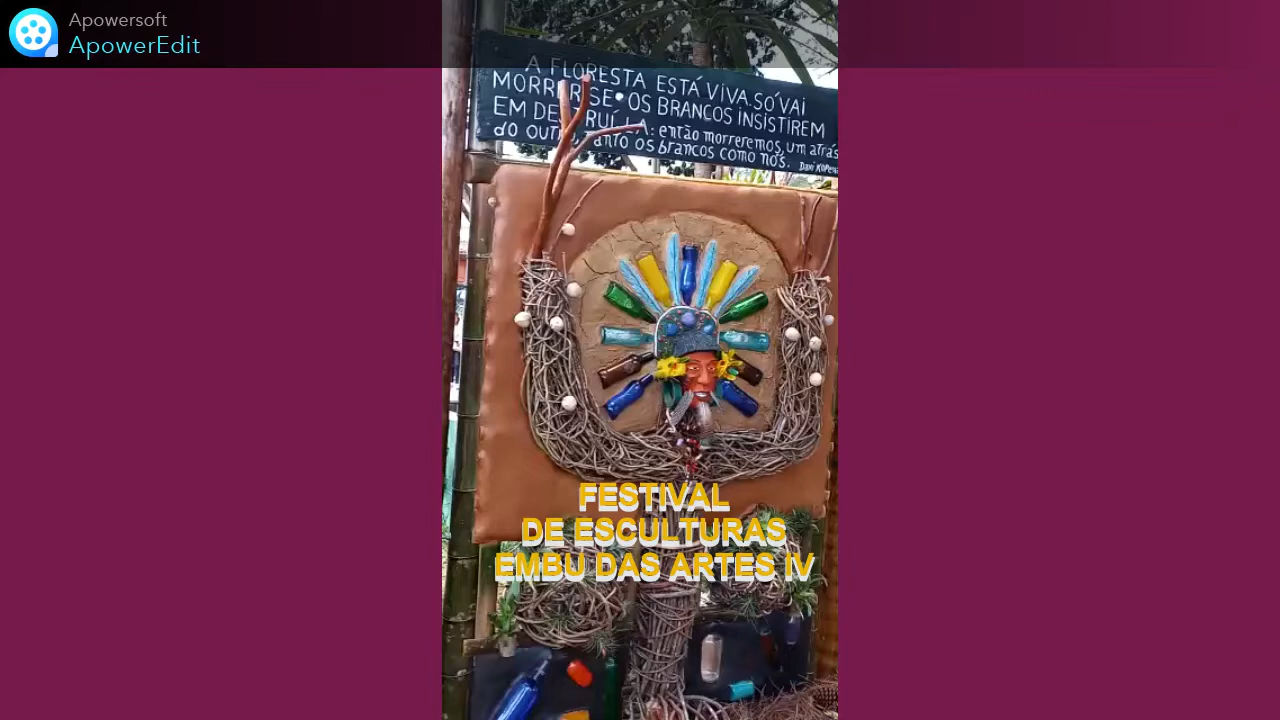 Apowersoft
ApowerEdit
A FLORESTA ESTÁ VIVA. SÓ VAI
MORRER SE OS BRANCOS INSISTIREM
EM DESTRUÍ-LA: então morreremos, um atrás
do outro, tanto os brancos como nós.
FESTIVAL
DE ESCULTURAS
EMBU DAS ARTES IV